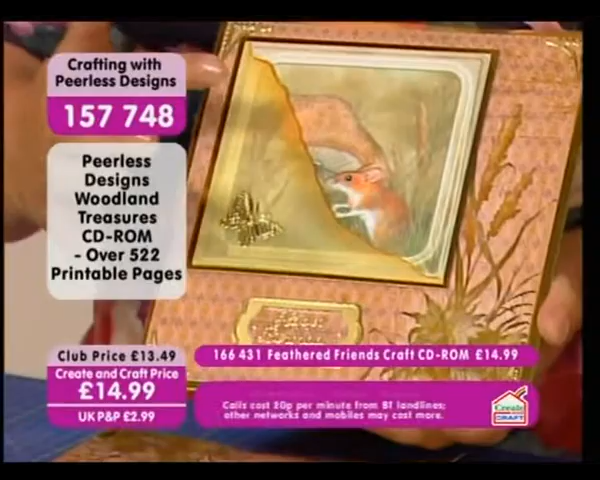 Crafting with
Peerless Designs
157 748
Peerless
Designs
Woodland
Treasures
CD-ROM
- Over 522
Printable Pages
Club Price £13.49
Create and Craft Price
£14.99
UK P&P £2.99
166 431 Feathered Friends Craft CD-ROM £14.99
Calls cost 20p per minute from BT landlines;
other networks and mobiles may cost more.
Create
CRAFT